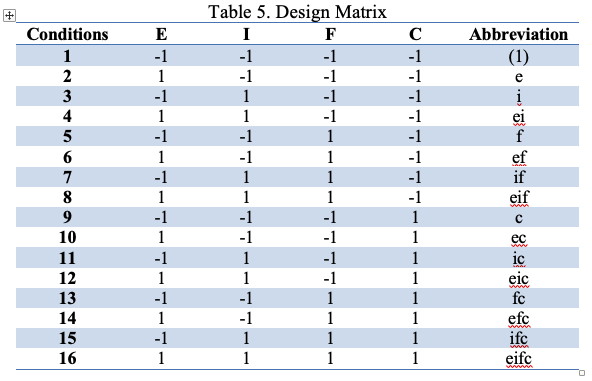 Table 5. Design Matrix
Conditions E I F C Abbreviation
1 -1 -1 -1 -1 (1)
2 1 -1 -1 -1 e
3 -1 1 -1 -1 i
4 1 1 -1 -1 ei
5 -1 -1 1 -1 f
6 1 -1 1 -1 ef
7 -1 1 1 -1 if
8 1 1 1 -1 eif
9 -1 -1 -1 1 c
10 1 -1 -1 1 ec
11 -1 1 -1 1 ic
12 1 1 -1 1 eic
13 -1 -1 1 1 fc
14 1 -1 1 1 efc
15 -1 1 1 1 ifc
16 1 1 1 1 eifc